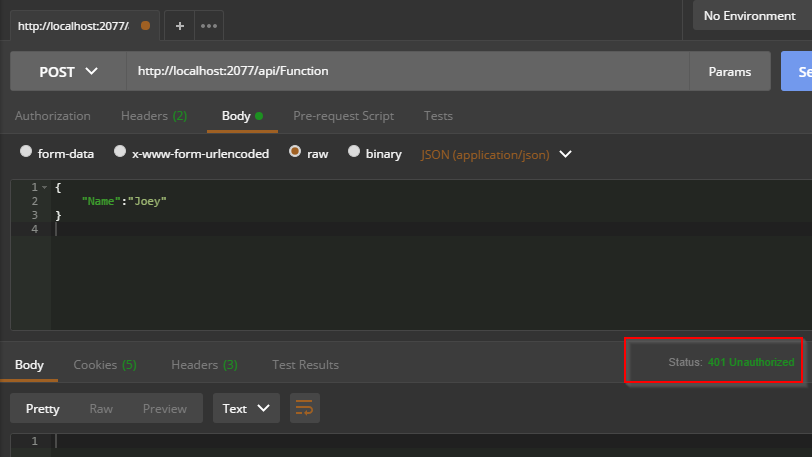 http://localhost:2077/
No Environment
POST
http://localhost:2077/api/Function
Params
Authorization
Headers (2)
Body
Pre-request Script
Tests
form-data
x-www-form-urlencoded
raw
binary
JSON (application/json)
1 {
2 "Name":"Joey"
3 }
4
Body
Cookies (5)
Headers (3)
Test Results
Status: 401 Unauthorized
Pretty
Raw
Preview
Text
1